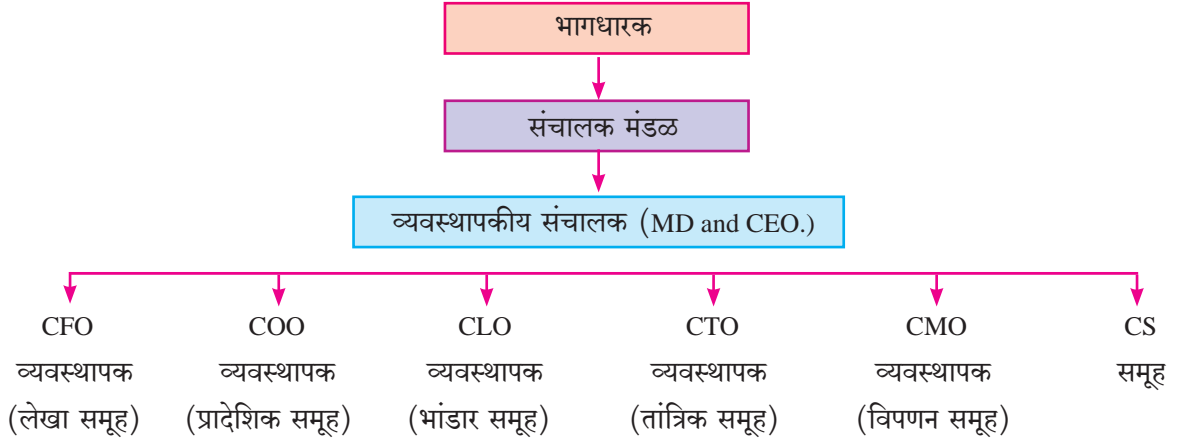 भागधारक
संचालक मंडळ
व्यवस्थापकीय संचालक (MD and CEO.)
CFO COO CLO CTO CMO CS
व्यवस्थापक व्यवस्थापक व्यवस्थापक व्यवस्थापक व्यवस्थापक समूह
(लेखा समूह) (प्रादेशिक समूह) (भांडार समूह) (तांत्रिक समूह) (विपणन समूह)